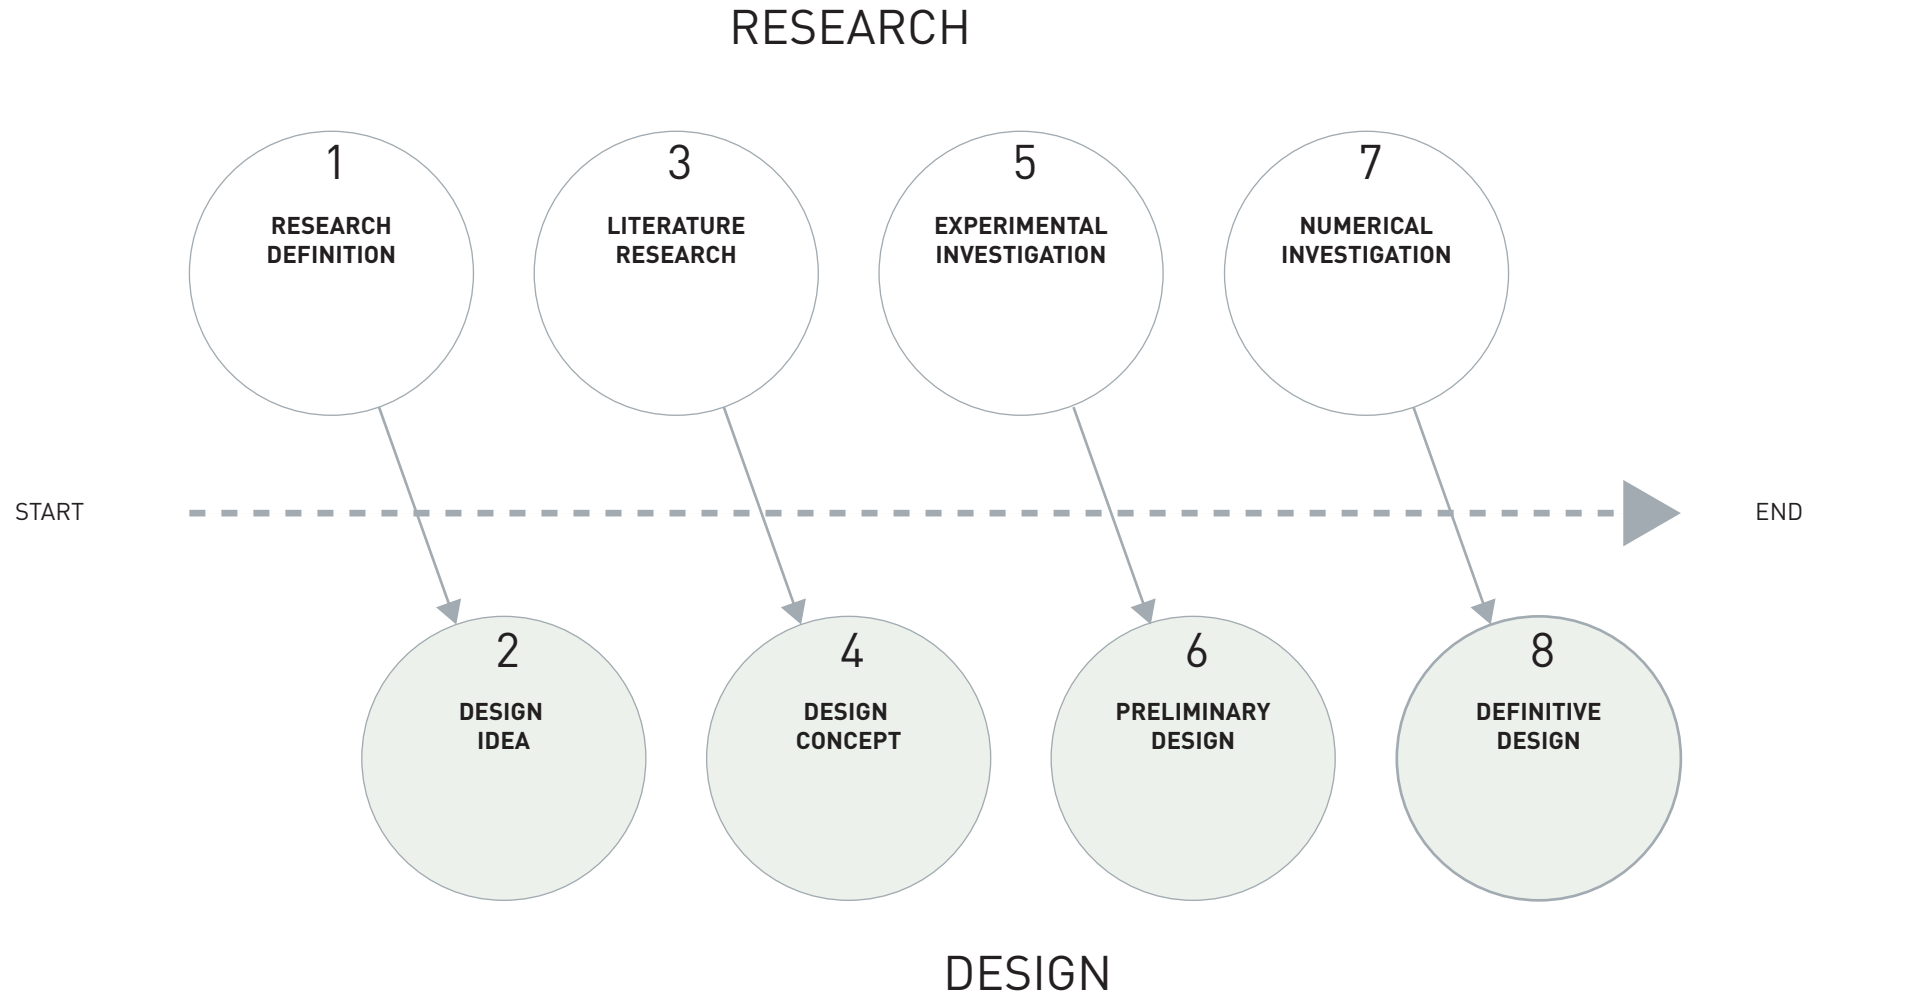 RESEARCH
1
RESEARCH
DEFINITION
3
LITERATURE
RESEARCH
5
EXPERIMENTAL
INVESTIGATION
7
NUMERICAL
INVESTIGATION
START
END
2
DESIGN
IDEA
4
DESIGN
CONCEPT
6
PRELIMINARY
DESIGN
8
DEFINITIVE
DESIGN
DESIGN